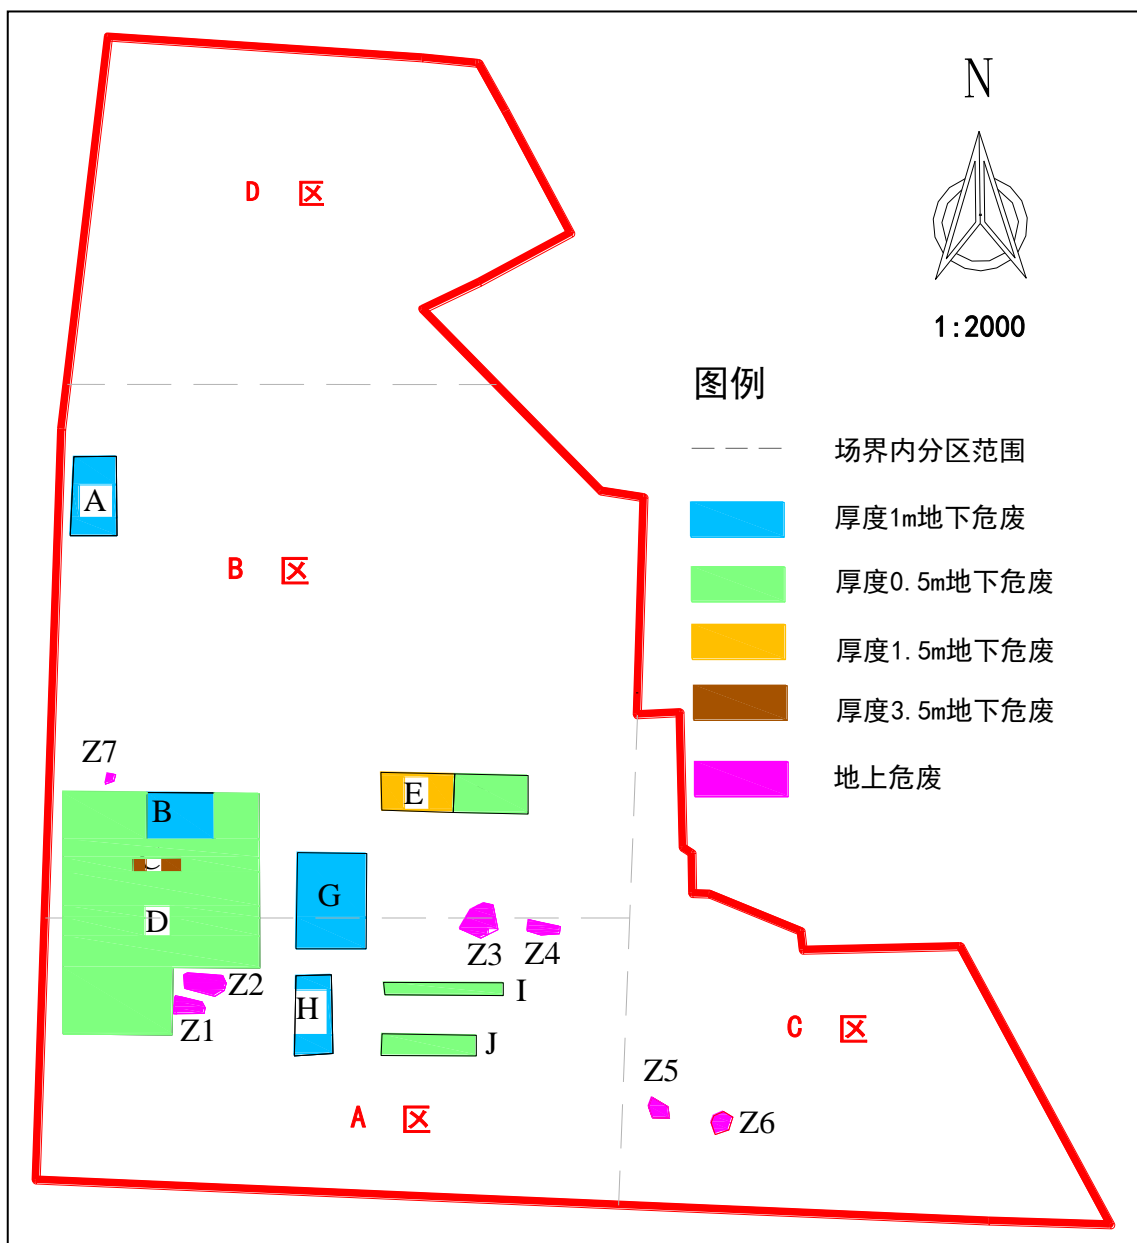 N
D 区
1:2000
图例
场界内分区范围
A
厚度1m地下危废
B 区
厚度0.5m地下危废
厚度1.5m地下危废
厚度3.5m地下危废
Z7
地上危废
E
B
G
D
Z3
Z4
Z2
I
H
Z1
C 区
J
Z5
A 区
Z6